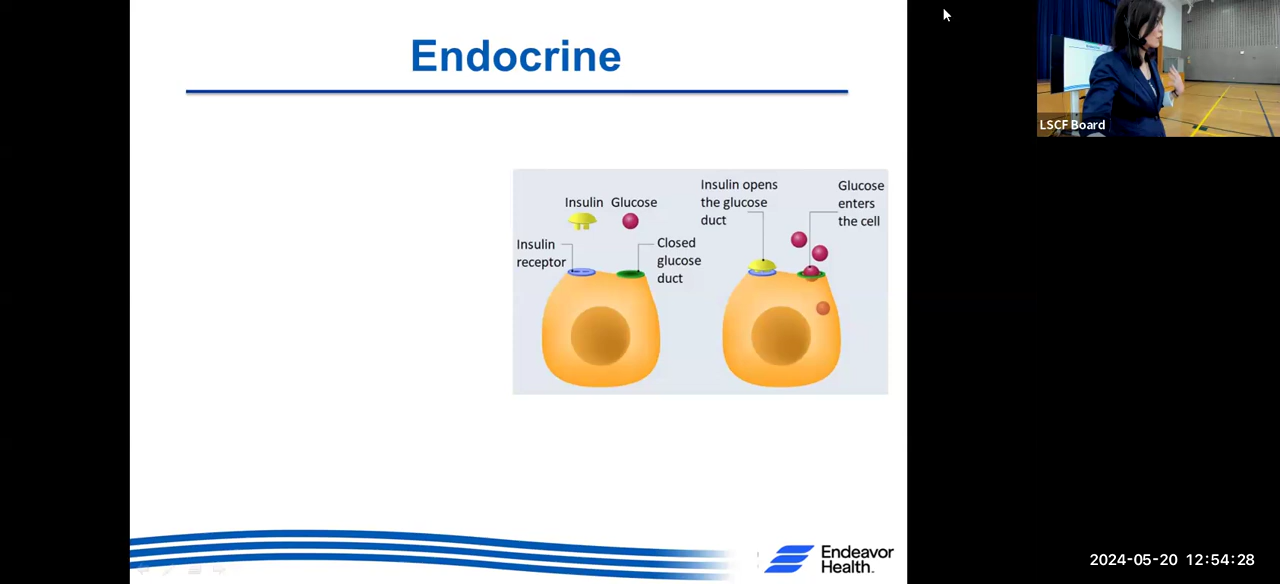 Endocrine
LSCF Board
Insulin
Glucose
Insulin
receptor
Closed
glucose
duct
Insulin opens
the glucose
duct
Glucose
enters
the cell
Endeavor
Health.
2024-05-20 12:54:28